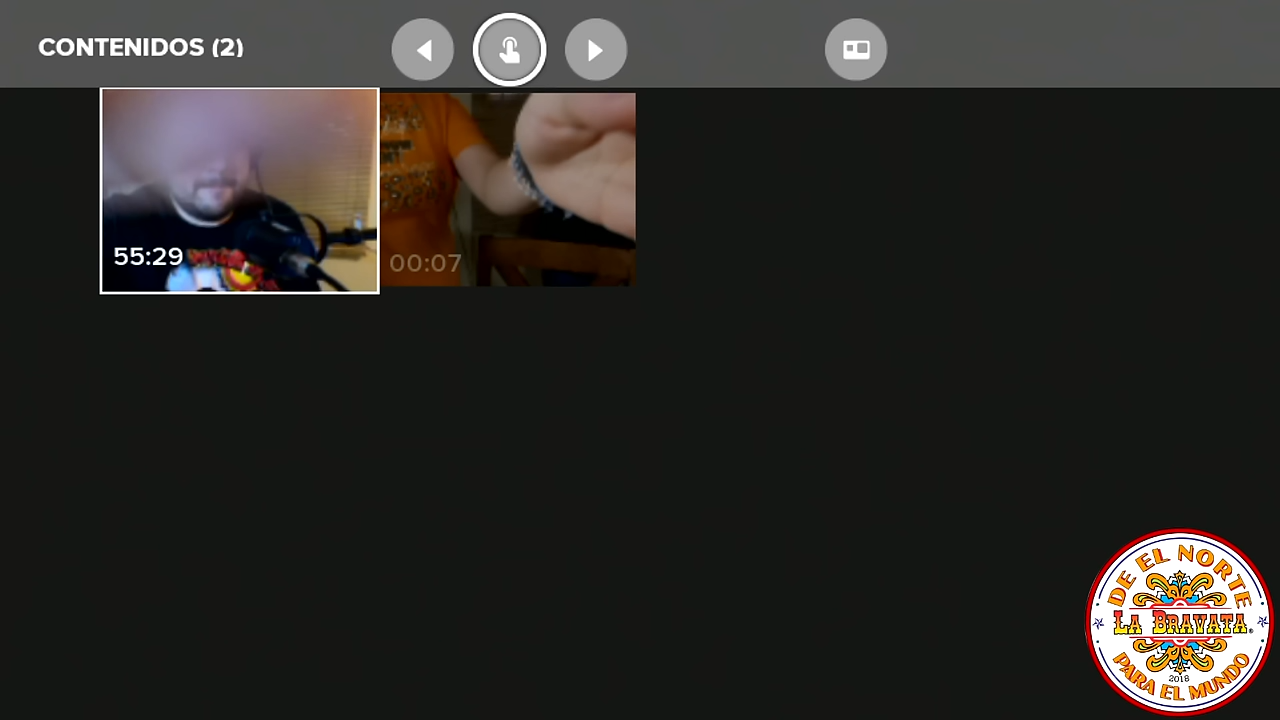 CONTENIDOS (2)
55:29
00:07
DE EL NORTE
LA BRAVATA
®
PARA EL MUNDO
2018